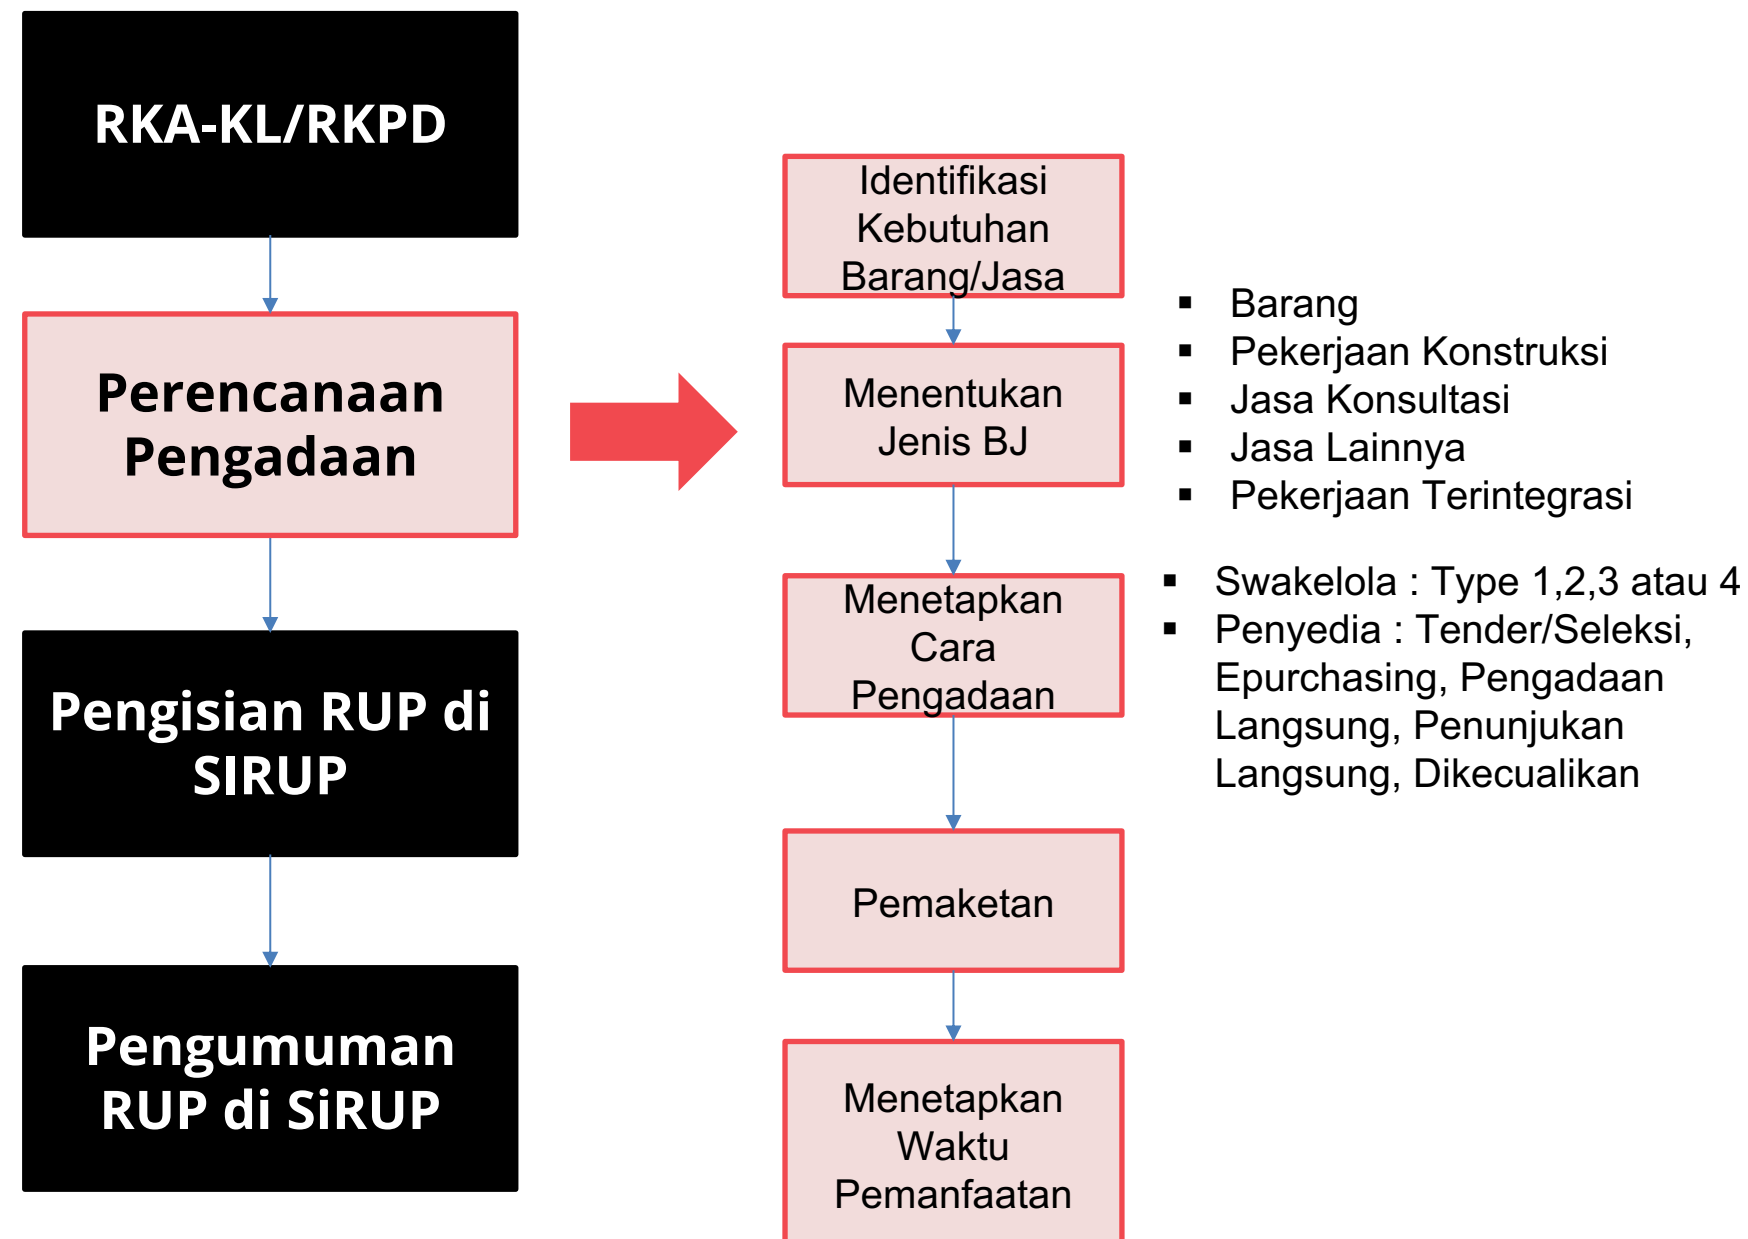 RKA-KL/RKPD
Perencanaan
Pengadaan
Pengisian RUP di
SIRUP
Pengumuman
RUP di SiRUP
Identifikasi
Kebutuhan
Barang/Jasa
Menentukan
Jenis BJ
▪ Barang
▪ Pekerjaan Konstruksi
▪ Jasa Konsultasi
▪ Jasa Lainnya
▪ Pekerjaan Terintegrasi
Menetapkan
Cara
Pengadaan
▪ Swakelola : Type 1,2,3 atau 4
▪ Penyedia : Tender/Seleksi,
Epurchasing, Pengadaan
Langsung, Penunjukan
Langsung, Dikecualikan
Pemaketan
Menetapkan
Waktu
Pemanfaatan